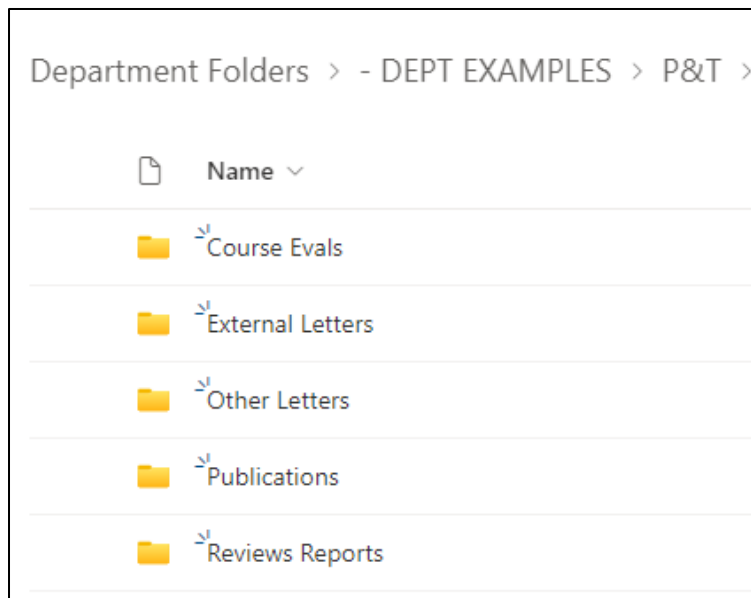 Department Folders > - DEPT EXAMPLES > P&T >
Name
Course Evals
External Letters
Other Letters
Publications
Reviews Reports